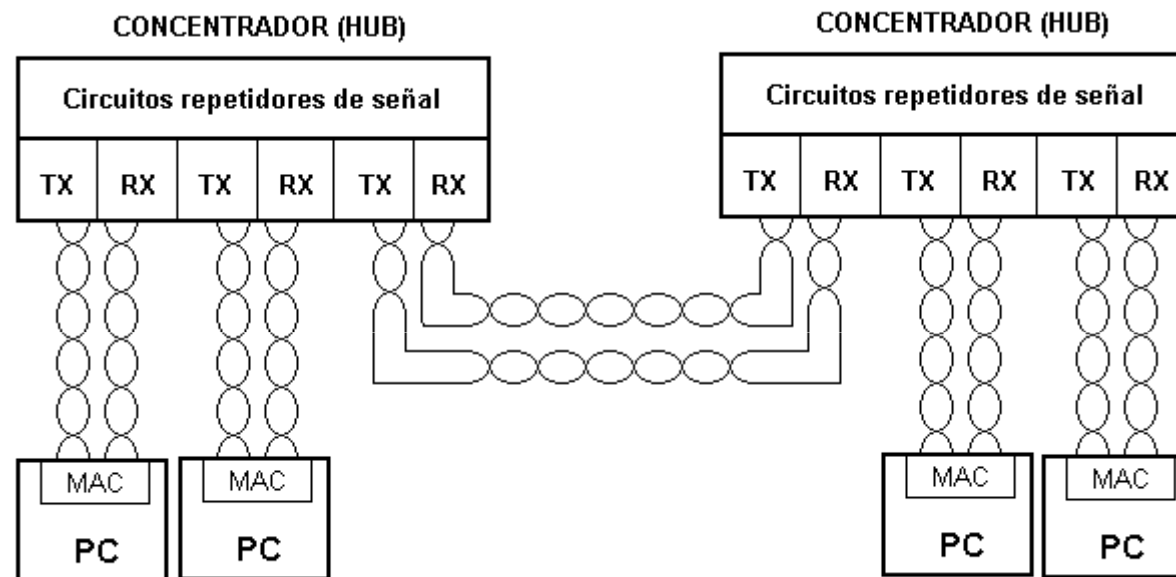 CONCENTRADOR (HUB)
CONCENTRADOR (HUB)
Circuitos repetidores de señal
Circuitos repetidores de señal
TX RX TX RX TX RX
TX RX TX RX TX RX
MAC
MAC
MAC
MAC
PC
PC
PC
PC